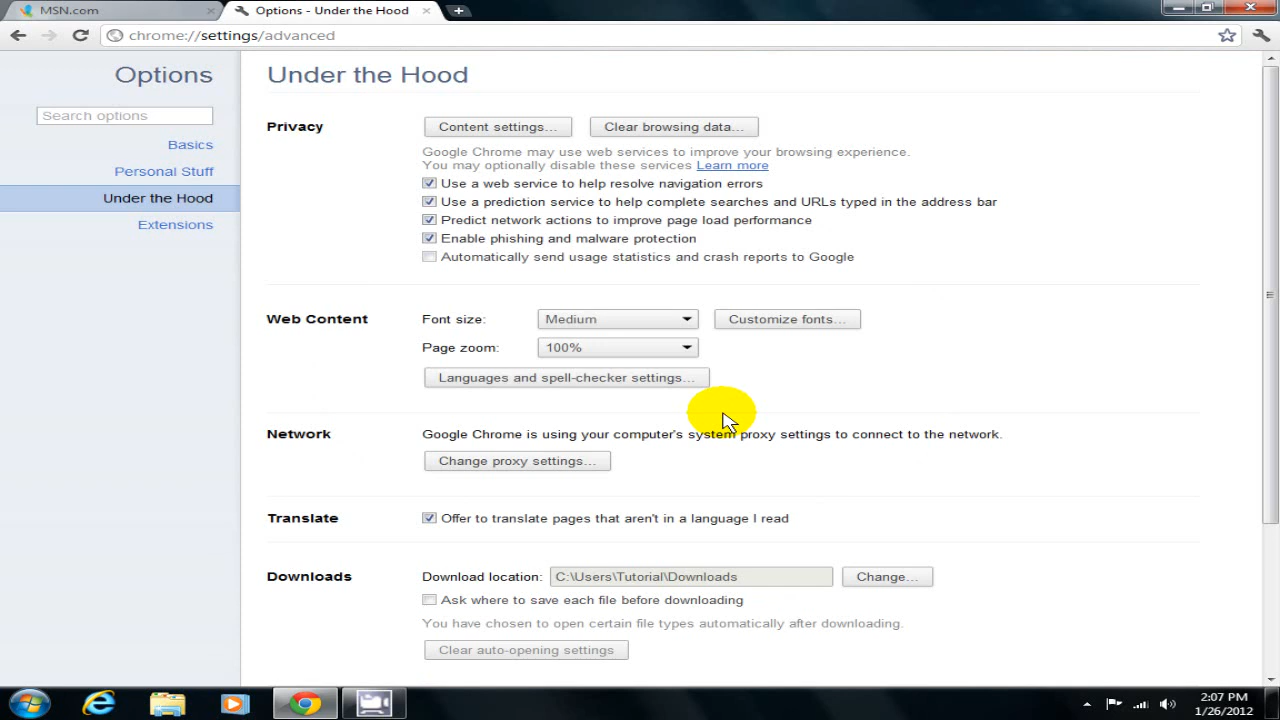 MSN.com
Options - Under the Hood
chrome://settings/advanced
Options
Search options
Basics
Personal Stuff
Under the Hood
Extensions
Under the Hood
Privacy
Content settings...
Clear browsing data...
Google Chrome may use web services to improve your browsing experience.
You may optionally disable these services Learn more
Use a web service to help resolve navigation errors
Use a prediction service to help complete searches and URLs typed in the address bar
Predict network actions to improve page load performance
Enable phishing and malware protection
Automatically send usage statistics and crash reports to Google
Web Content
Font size:
Medium
Customize fonts...
Page zoom:
100%
Languages and spell-checker settings...
Network
Google Chrome is using your computer's system proxy settings to connect to the network.
Change proxy settings...
Translate
Offer to translate pages that aren't in a language I read
Downloads
Download location:
C:\Users\Tutorial\Downloads
Change...
Ask where to save each file before downloading
You have chosen to open certain file types automatically after downloading.
Clear auto-opening settings
2:07 PM
1/26/2012